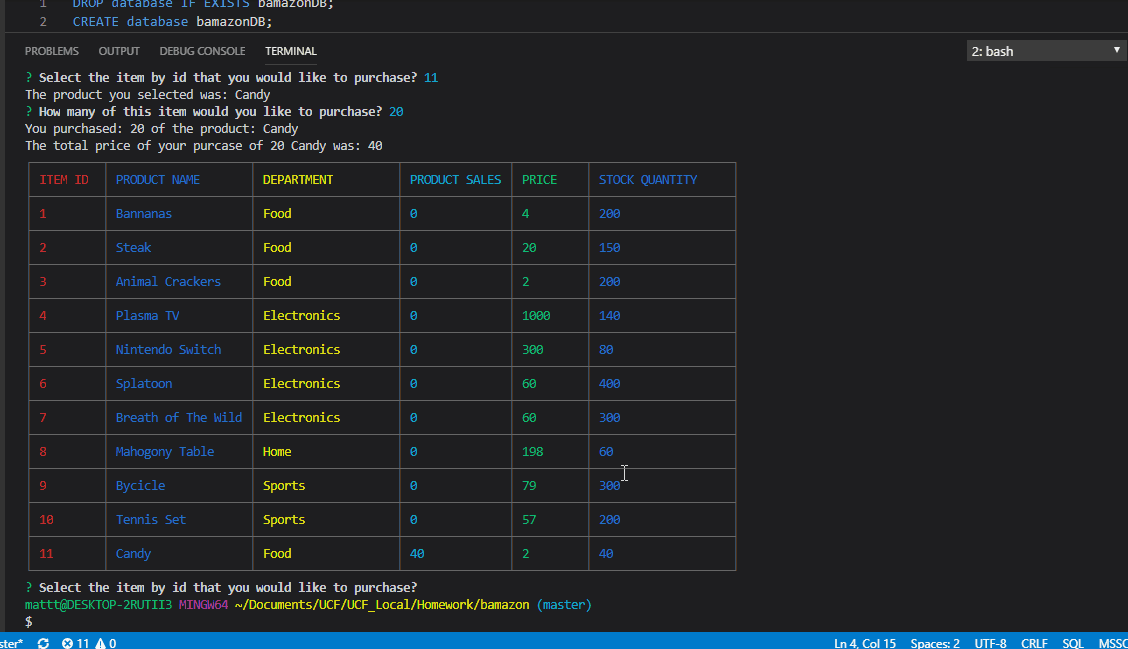 1 DROP database IF EXISTS bamazonDB;
2 CREATE database bamazonDB;
PROBLEMS OUTPUT DEBUG CONSOLE TERMINAL 2: bash
? Select the item by id that you would like to purchase? 11
The product you selected was: Candy
? How many of this item would you like to purchase? 20
You purchased: 20 of the product: Candy
The total price of your purcase of 20 Candy was: 40
ITEM ID PRODUCT NAME DEPARTMENT PRODUCT SALES PRICE STOCK QUANTITY
1 Bannanas Food 0 4 200
2 Steak Food 0 20 150
3 Animal Crackers Food 0 2 200
4 Plasma TV Electronics 0 1000 140
5 Nintendo Switch Electronics 0 300 80
6 Splatoon Electronics 0 60 400
7 Breath of The Wild Electronics 0 60 300
8 Mahogony Table Home 0 198 60
9 Bycicle Sports 0 79 300
10 Tennis Set Sports 0 57 200
11 Candy Food 40 2 40
? Select the item by id that you would like to purchase?
mattt@DESKTOP-2RUTII3 MINGW64 ~/Documents/UCF/UCF_Local/Homework/bamazon (master)
$
ster* 11 0 Ln 4, Col 15 Spaces: 2 UTF-8 CRLF SQL MSSC